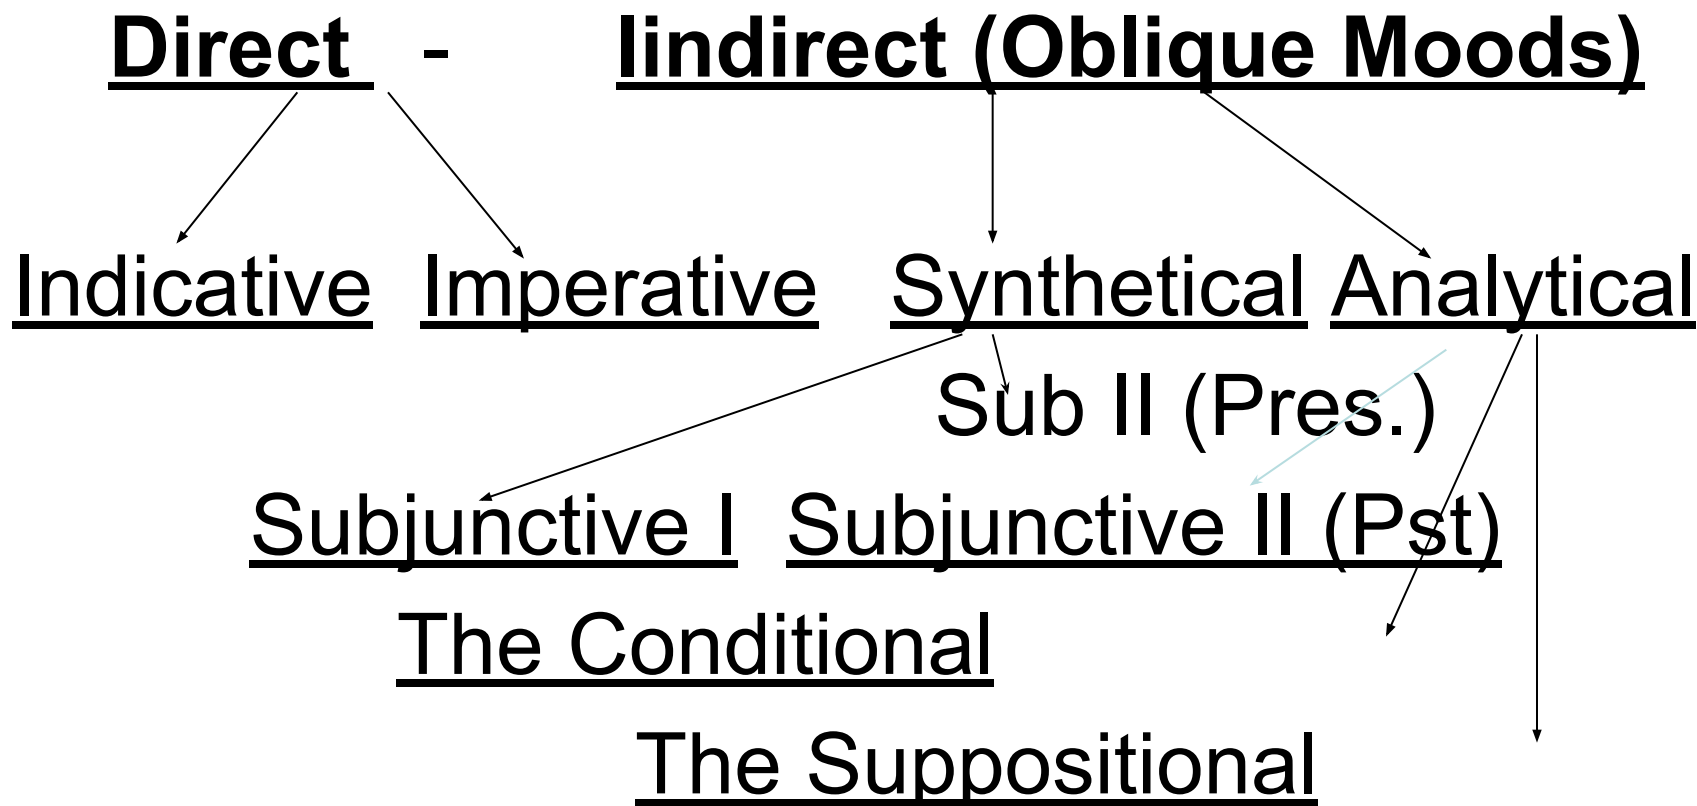 Direct - Iindirect (Oblique Moods)
Indicative Imperative Synthetical Analytical
Sub II (Pres.)
Subjunctive I Subjunctive II (Pst)
The Conditional
The Suppositional